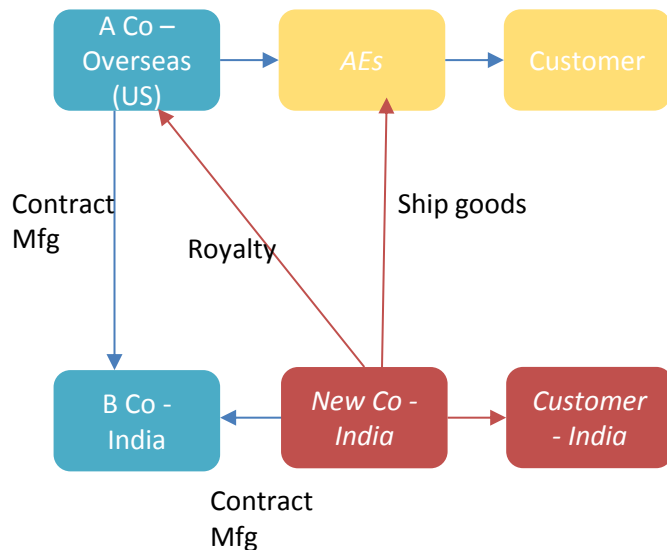 A Co –
Overseas
(US)
AEs
Customer
Contract
Mfg
Ship goods
Royalty
B Co -
India
New Co -
India
Customer
- India
Contract
Mfg